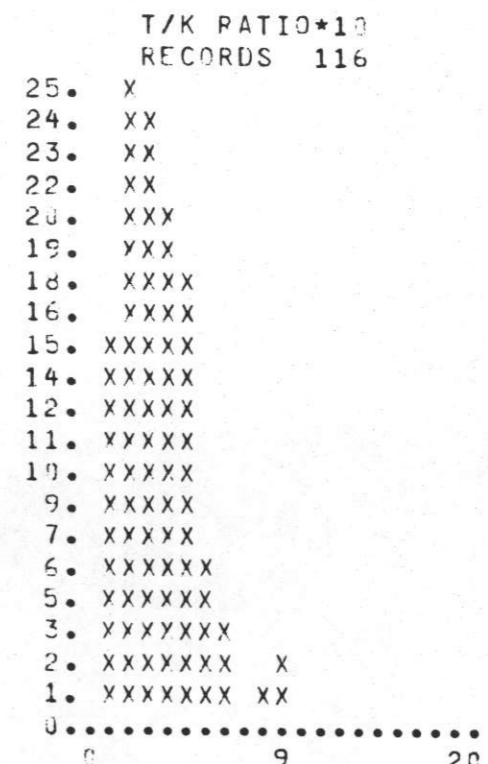 T/K RATIO*10
RECORDS 116
25. X
24. XX
23. XX
22. XX
20. XXX
19. XXX
18. XXXX
16. XXXX
15. XXXXX
14. XXXXX
12. XXXXX
11. XXXXX
10. XXXXX
9. XXXXX
7. XXXXX
6. XXXXXX
5. XXXXXX
3. XXXXXXX
2. XXXXXXX X
1. XXXXXXX XX
0.......................
0 9 20